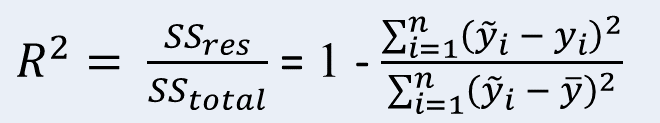 R² = SS_res / SS_total = 1 - ∑_{i=1}^{n}(ỹ_i − y_i)² / ∑_{i=1}^{n}(ỹ_i − ȳ)²